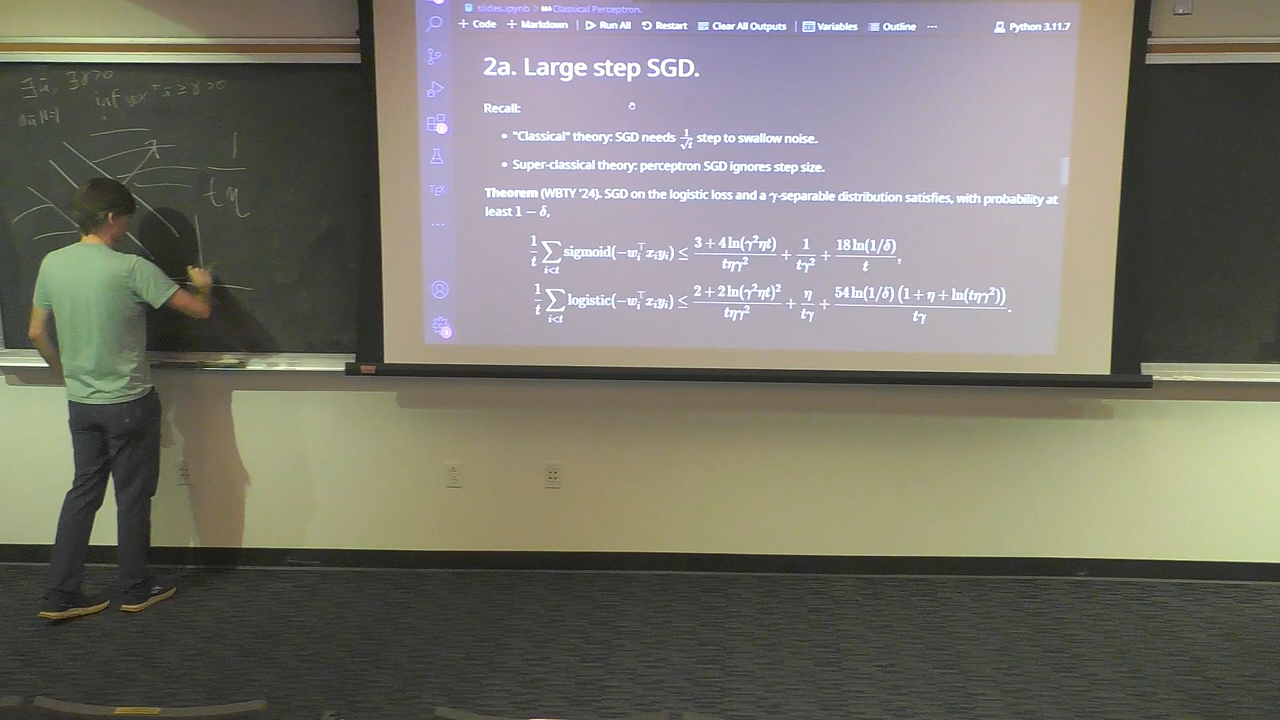 slides.ipynb > M↓ Classical Perceptron.
+ Code + Markdown | ▷ Run All ↺ Restart Clear All Outputs | Variables Outline ··· Python 3.11.7
2a. Large step SGD.
Recall:
• "Classical" theory: SGD needs 1/√t step to swallow noise.
• Super-classical theory: perceptron SGD ignores step size.
Theorem (WBTY '24). SGD on the logistic loss and a γ-separable distribution satisfies, with probability at
least 1 − δ,
1/t ∑_{i<t} sigmoid(−w_i^⊤ x_i y_i) ≤ (3 + 4 ln(γ²ηt))/(tηγ²) + 1/(tγ²) + (18 ln(1/δ))/t,
1/t ∑_{i<t} logistic(−w_i^⊤ x_i y_i) ≤ (2 + 2 ln(γ²ηt)²)/(tηγ²) + η/(tγ) + (54 ln(1/δ) (1 + η + ln(tηγ²)))/(tγ).
TEX
∃ū, ∃γ>0
‖ū‖=1
1/(tη)